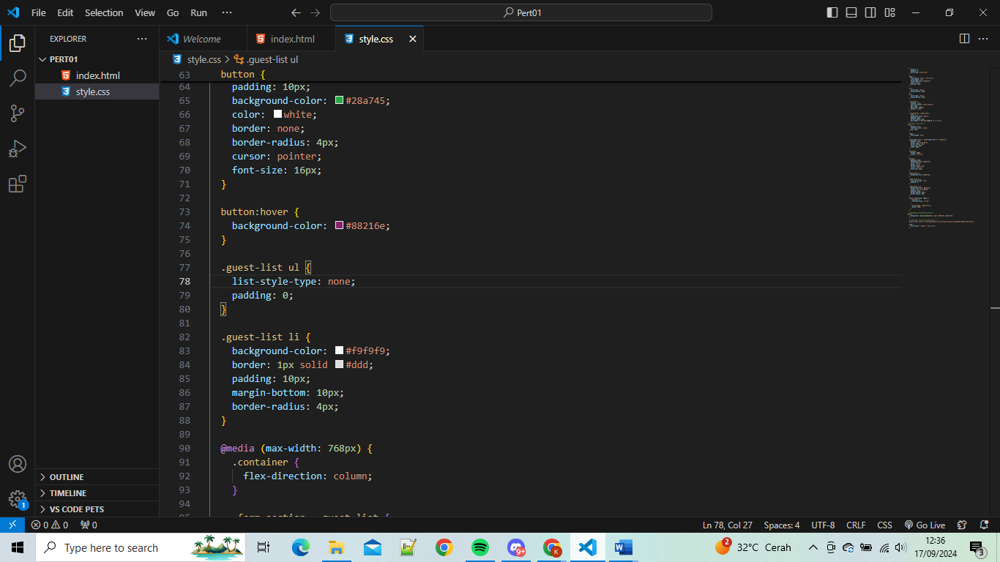 File Edit Selection View Go Run ···
Pert01
EXPLORER ···
PERT01
index.html
style.css
OUTLINE
TIMELINE
VS CODE PETS
Welcome
index.html
style.css
style.css > .guest-list ul
63 button {
64 padding: 10px;
65 background-color: #28a745;
66 color: white;
67 border: none;
68 border-radius: 4px;
69 cursor: pointer;
70 font-size: 16px;
71 }
72
73 button:hover {
74 background-color: #88216e;
75 }
76
77 .guest-list ul {
78 list-style-type: none;
79 padding: 0;
80 }
81
82 .guest-list li {
83 background-color: #f9f9f9;
84 border: 1px solid #ddd;
85 padding: 10px;
86 margin-bottom: 10px;
87 border-radius: 4px;
88 }
89
90 @media (max-width: 768px) {
91 .container {
92 flex-direction: column;
93 }
94
1
0 0 0
Ln 78, Col 27 Spaces: 4 UTF-8 CRLF CSS Go Live
Type here to search
9+
K
2
32°C Cerah
12:36
17/09/2024
3